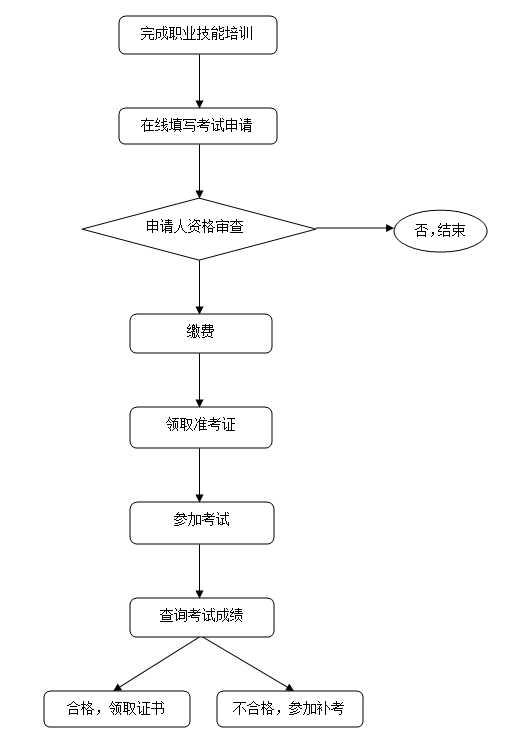 完成职业技能培训
在线填写考试申请
申请人资格审查
否,结束
缴费
领取准考证
参加考试
查询考试成绩
合格，领取证书
不合格，参加补考